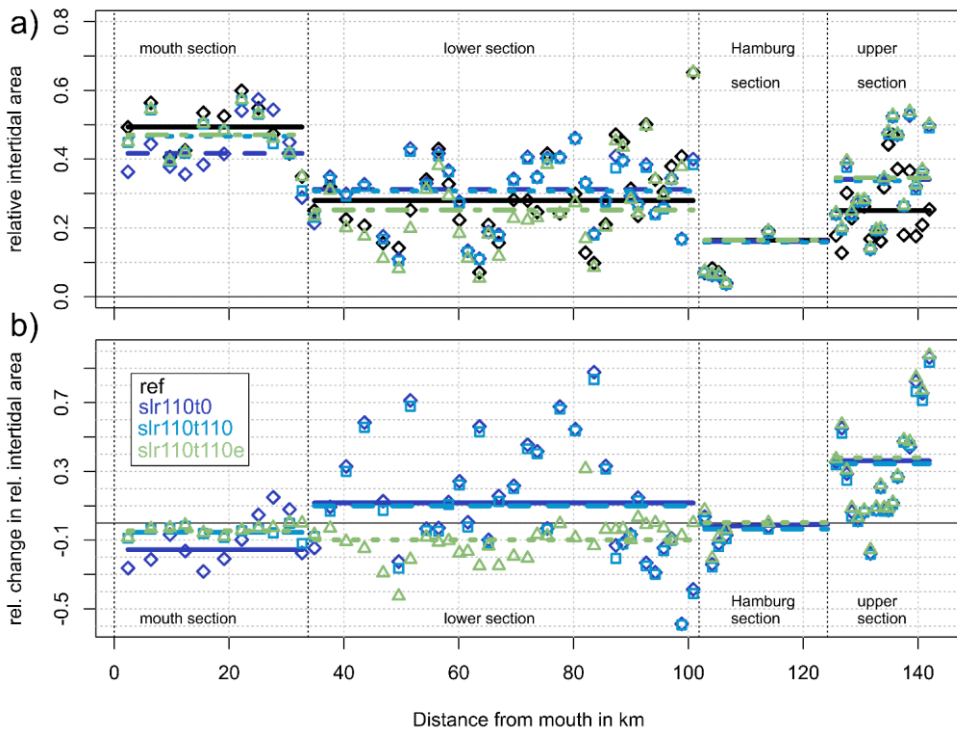 a)
mouth section
lower section
Hamburg
section
upper
section
relative intertidal area
0.8
0.6
0.4
0.2
0.0
b)
ref
slr110t0
slr110t110
slr110t110e
rel. change in rel. intertidal area
0.7
0.3
-0.1
-0.5
mouth section
lower section
Hamburg
section
upper
section
0 20 40 60 80 100 120 140
Distance from mouth in km